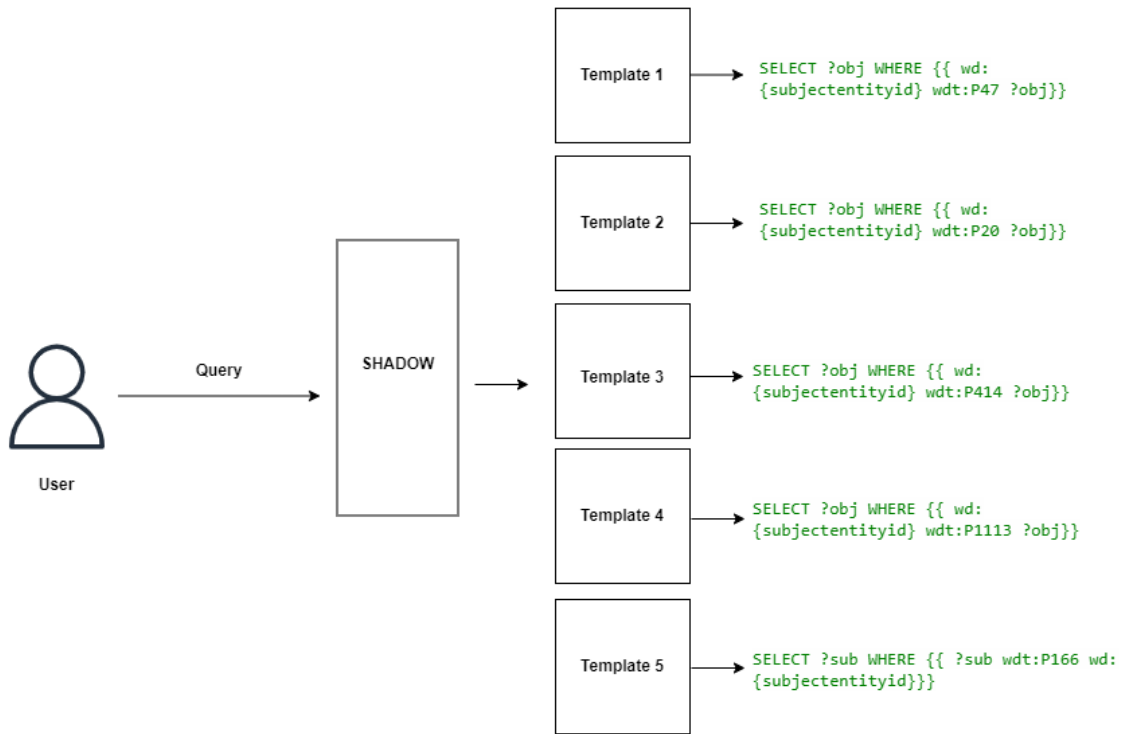 User
Query
SHADOW
Template 1
SELECT ?obj WHERE {{ wd:
{subjectentityid} wdt:P47 ?obj}}
Template 2
SELECT ?obj WHERE {{ wd:
{subjectentityid} wdt:P20 ?obj}}
Template 3
SELECT ?obj WHERE {{ wd:
{subjectentityid} wdt:P414 ?obj}}
Template 4
SELECT ?obj WHERE {{ wd:
{subjectentityid} wdt:P1113 ?obj}}
Template 5
SELECT ?sub WHERE {{ ?sub wdt:P166 wd:
{subjectentityid}}}